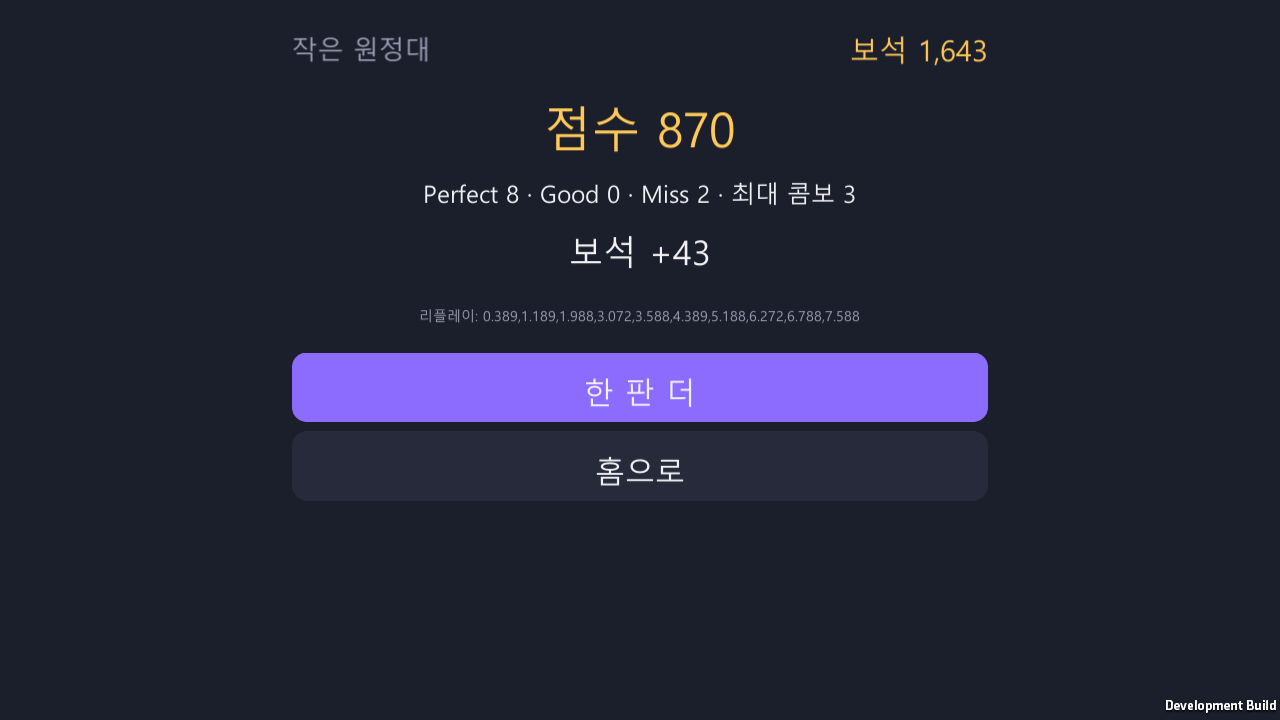 작은 원정대
보석 1,643
점수 870
Perfect 8 · Good 0 · Miss 2 · 최대 콤보 3
보석 +43
리플레이: 0.389,1.189,1.988,3.072,3.588,4.389,5.188,6.272,6.788,7.588
한 판 더
홈으로
Development Build